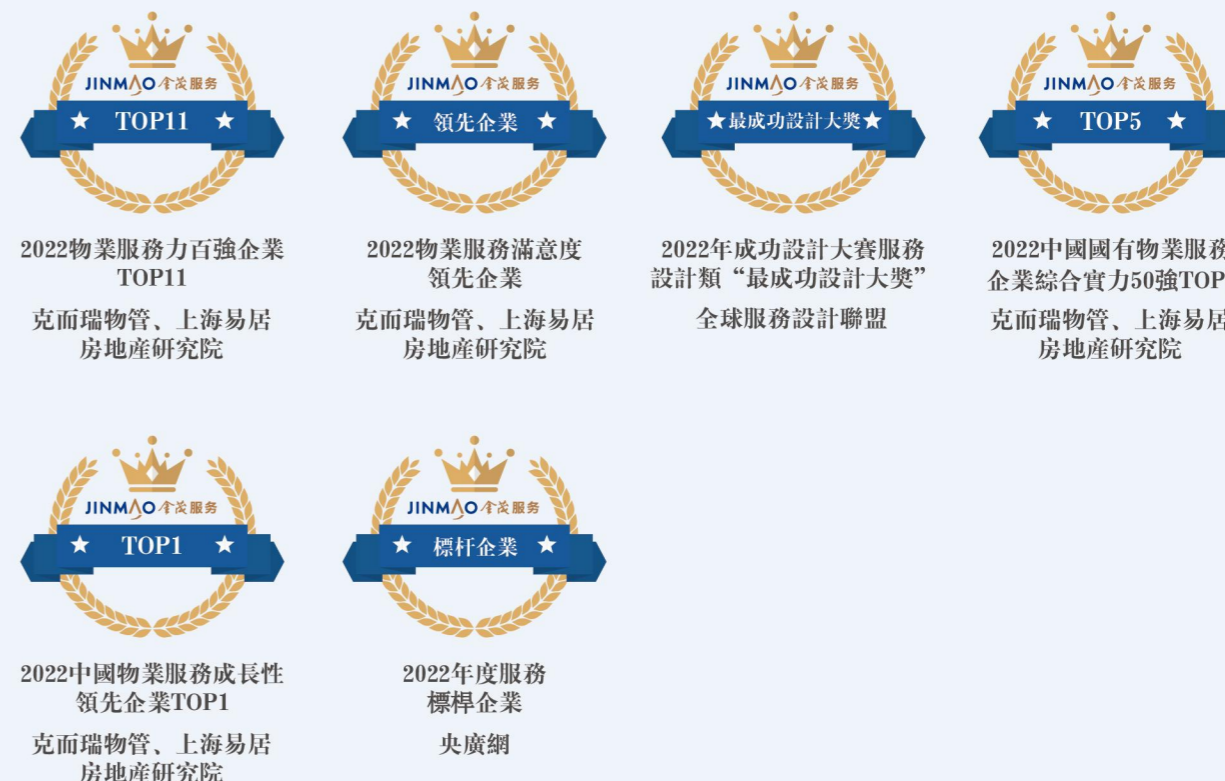 JINMAO 金茂服务
TOP11
2022物業服務力百強企業
TOP11
克而瑞物管、上海易居
房地産研究院
JINMAO 金茂服务
領先企業
2022物業服務滿意度
領先企業
克而瑞物管、上海易居
房地産研究院
JINMAO 金茂服务
最成功設計大獎
2022年成功設計大賽服務
設計類“最成功設計大獎”
全球服務設計聯盟
JINMAO 金茂服务
TOP5
2022中國國有物業服務
企業綜合實力50強TOP
克而瑞物管、上海易居
房地産研究院
JINMAO 金茂服务
TOP1
2022中國物業服務成長性
領先企業TOP1
克而瑞物管、上海易居
房地産研究院
JINMAO 金茂服务
標杆企業
2022年度服務
標桿企業
央廣網